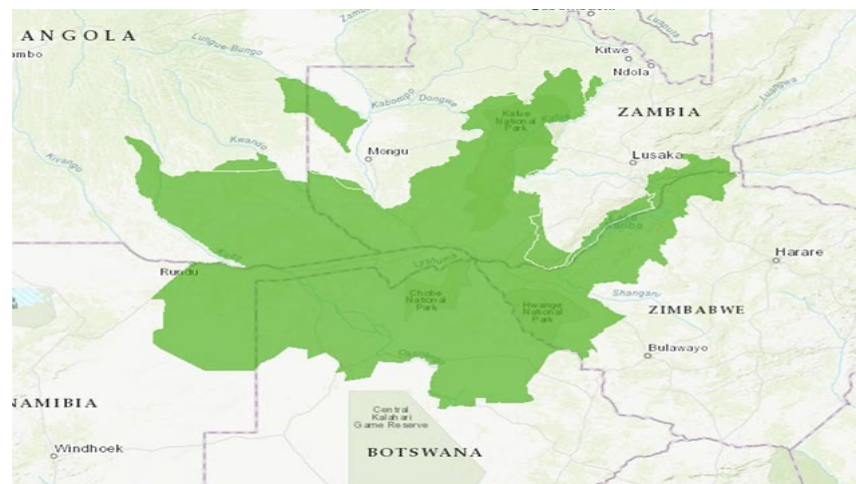 ANGOLA
Lungue-Bungo
Kitwe
Ndola
Luangwa
Kabompo
Dongwe
Kafue
National
Park
ZAMBIA
Kwando
Mongu
Lusaka
Harare
Rundu
Chobe
National
Park
Hwange
National
Park
Shangani
ZIMBABWE
Bulawayo
NAMIBIA
Central
Kalahari
Game Reserve
Windhoek
BOTSWANA